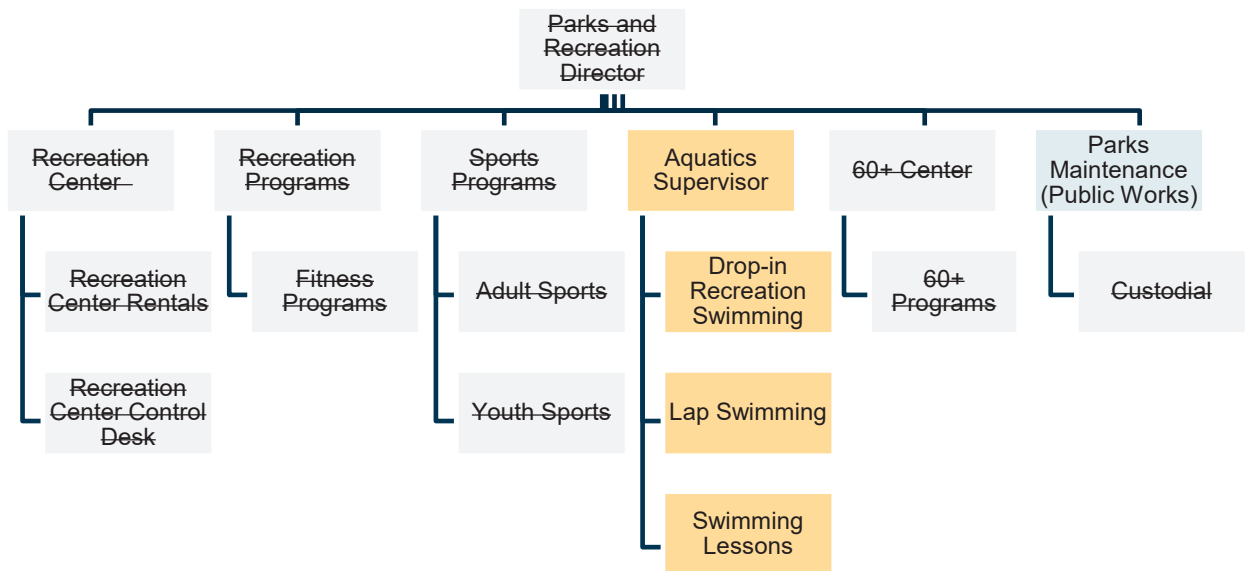 Parks and
Recreation
Director
Recreation
Center
Recreation
Programs
Sports
Programs
Aquatics
Supervisor
60+ Center
Parks
Maintenance
(Public Works)
Recreation
Center Rentals
Fitness
Programs
Adult Sports
Drop-in
Recreation
Swimming
60+
Programs
Custodial
Recreation
Center Control
Desk
Youth Sports
Lap Swimming
Swimming
Lessons